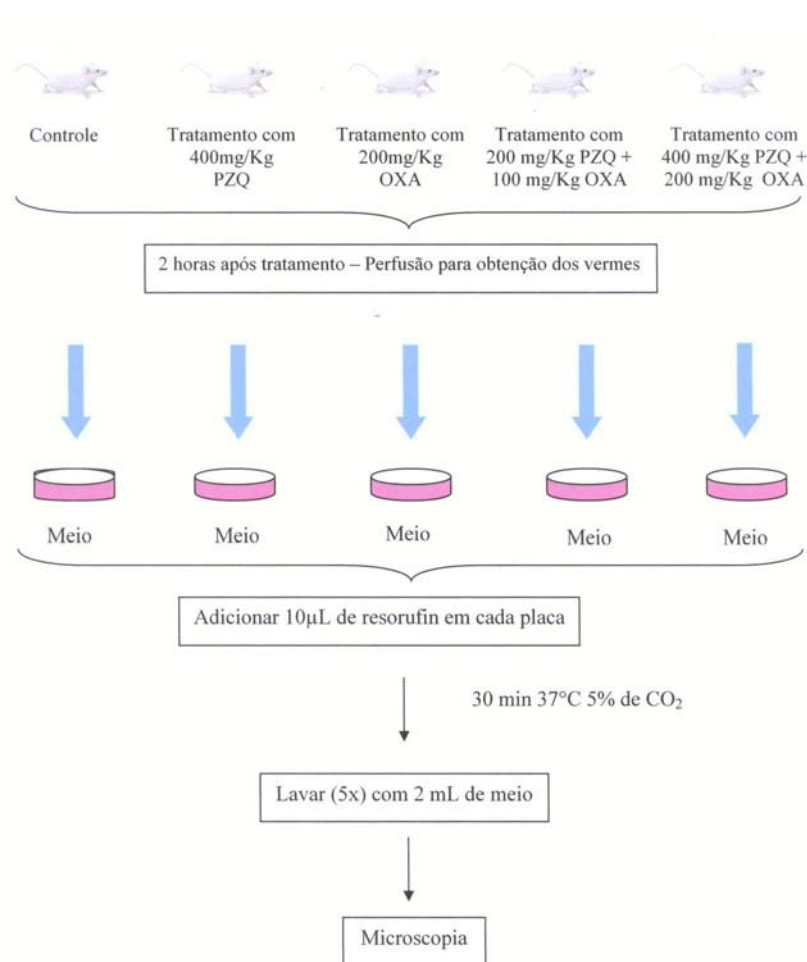 Controle
Tratamento com
400mg/Kg
PZQ
Tratamento com
200mg/Kg
OXA
Tratamento com
200 mg/Kg PZQ +
100 mg/Kg OXA
Tratamento com
400 mg/Kg PZQ +
200 mg/Kg OXA
2 horas após tratamento – Perfusão para obtenção dos vermes
Meio
Meio
Meio
Meio
Meio
Adicionar 10µL de resorufin em cada placa
30 min 37°C 5% de CO₂
Lavar (5x) com 2 mL de meio
Microscopia